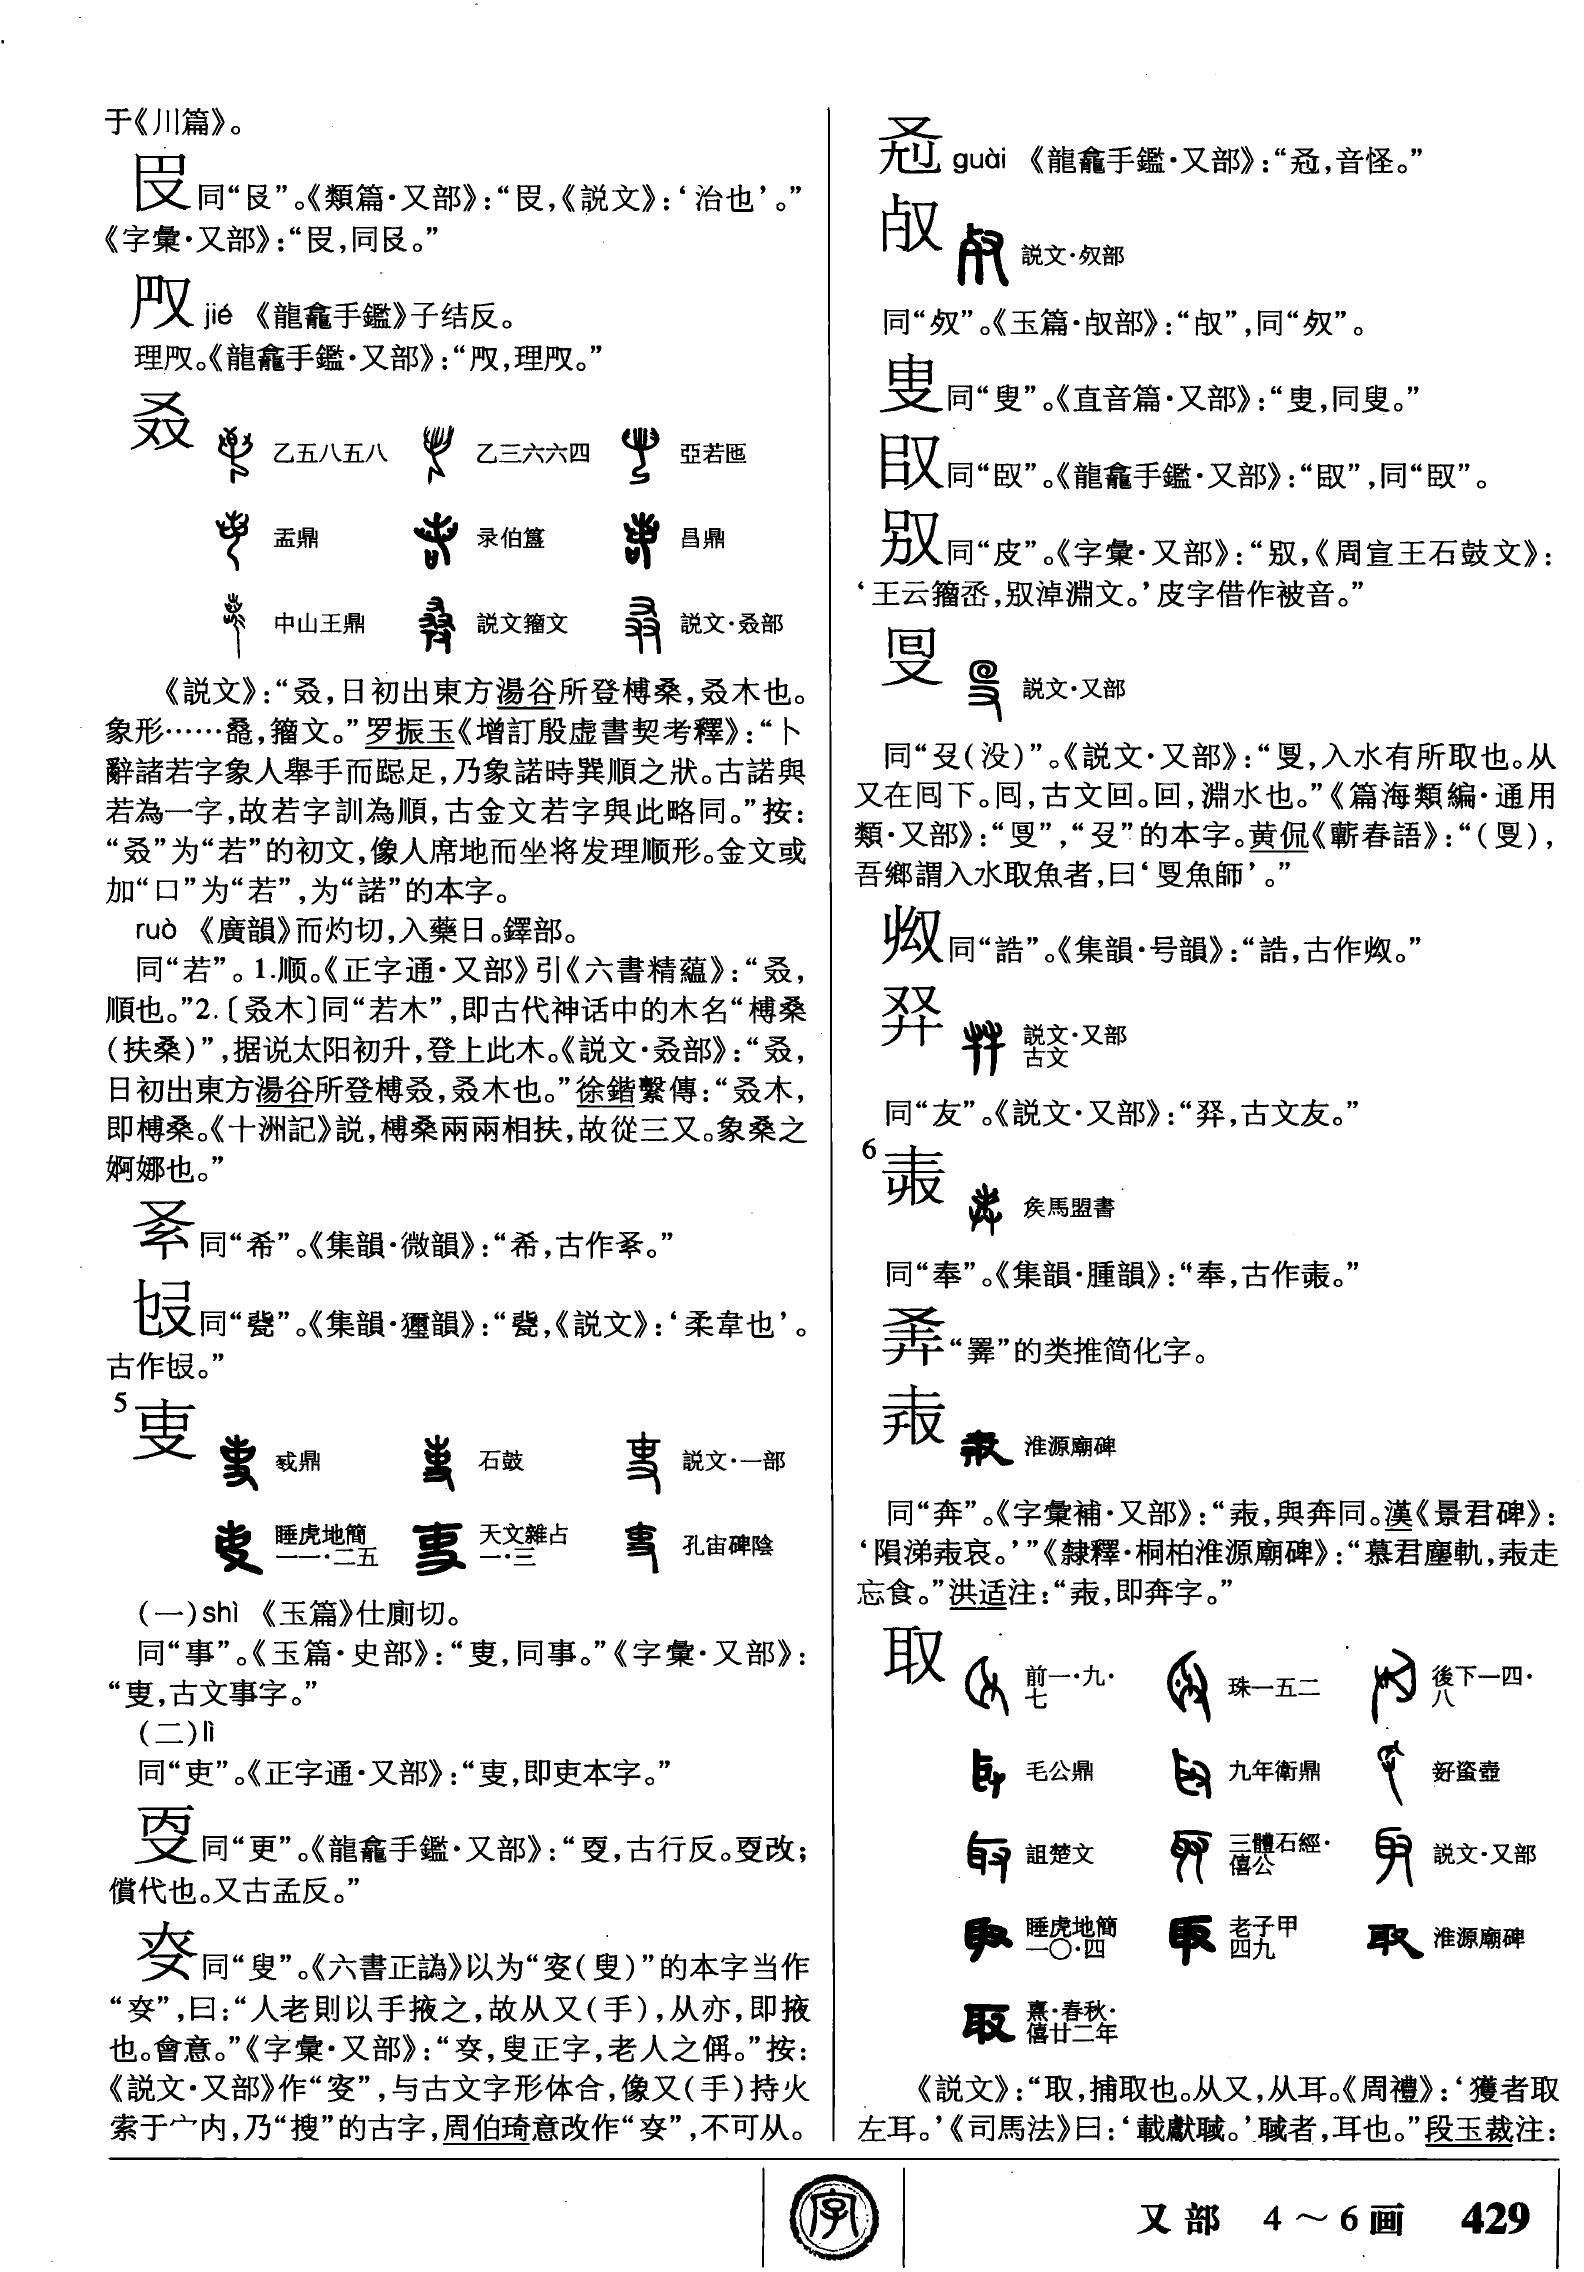 于《川篇》。
同“𠬝”。《類篇·又部》：“，《説文》：‘治也’。”
《字彙·又部》：“，同𠬝。”
jié 《龍龕手鑑》子结反。
理。《龍龕手鑑·又部》：“，理。”
叒
乙五八五八 乙三六六四 亞若匜
盂鼎 录伯簋 昌鼎
中山王鼎 説文籀文 説文·叒部
《説文》：“叒，日初出東方湯谷所登榑桑，叒木也。
象形……，籀文。”罗振玉《增訂殷虚書契考釋》：“卜
辭諸若字象人舉手而跽足，乃象諾時巽順之狀。古諾與
若為一字，故若字訓為順，古金文若字與此略同。”按：
“叒”为“若”的初文，像人席地而坐将发理顺形。金文或
加“口”为“若”，为“諾”的本字。
ruò 《廣韻》而灼切，入藥日。鐸部。
同“若”。1.顺。《正字通·又部》引《六書精蘊》：“叒，
順也。”2.〔叒木〕同“若木”，即古代神话中的木名“榑桑
（扶桑）”，据说太阳初升，登上此木。《説文·叒部》：“叒，
日初出東方湯谷所登榑叒，叒木也。”徐鍇繫傳：“叒木，
即榑桑。《十洲記》説，榑桑兩兩相扶，故從三又。象桑之
婀娜也。”
同“希”。《集韻·微韻》：“希，古作。”
同“㼱”。《集韻·獮韻》：“㼱，《説文》：‘柔韋也’。
古作。”
5
叓
㦰鼎 石鼓 説文·一部
睡虎地簡一一·二五 天文雜占一·三 孔宙碑陰
（一）shì 《玉篇》仕廁切。
同“事”。《玉篇·史部》：“叓，同事。”《字彙·又部》：
“叓，古文事字。”
（二）lì
同“吏”。《正字通·又部》：“叓，即吏本字。”
同“更”。《龍龕手鑑·又部》：“，古行反。改；
償代也。又古孟反。”
同“叟”。《六書正譌》以为“叜（叟）”的本字当作
“”，曰：“人老則以手掖之，故从又（手），从亦，即掖
也。會意。”《字彙·又部》：“，叟正字，老人之偁。”按：
《説文·又部》作“叜”，与古文字形体合，像又（手）持火
索于宀内，乃“搜”的古字，周伯琦意改作“”，不可从。
guài 《龍龕手鑑·又部》：“，音怪。”
𣦻
説文·𣦼部
同“𣦼”。《玉篇·部》：“”，同“𣦼”。
同“叟”。《直音篇·又部》：“，同叟。”
同“”。《龍龕手鑑·又部》：“”，同“”。
同“皮”。《字彙·又部》：“，《周宣王石鼓文》：
‘王云籀㕻，淖淵文。’皮字借作被音。”
𠬛
説文·又部
同“殳（没）”。《説文·又部》：“𠬛，入水有所取也。从
又在囘下。囘，古文回。回，淵水也。”《篇海類編·通用
類·又部》：“𠬛”，“殳”的本字。黄侃《蘄春語》：“（𠬛），
吾鄉謂入水取魚者，曰‘𠬛魚師’。”
同“誥”。《集韻·号韻》：“誥，古作。”
説文·又部古文
同“友”。《説文·又部》：“，古文友。”
6
矦馬盟書
同“奉”。《集韻·腫韻》：“奉，古作。”
“”的类推简化字。
淮源廟碑
同“奔”。《字彙補·又部》：“，與奔同。漢《景君碑》：
‘隕涕哀。’”《隸釋·桐柏淮源廟碑》：“慕君塵軌，走
忘食。”洪适注：“，即奔字。”
取
前一·九·七 珠一五二 後下一四·八
毛公鼎 九年衛鼎 𡚬䖒壺
詛楚文 三體石經·僖公 説文·又部
睡虎地簡一〇·四 老子甲四九 淮源廟碑
熹·春秋·僖廿二年
《説文》：“取，捕取也。从又，从耳。《周禮》：‘獲者取
左耳。’《司馬法》曰：‘載獻聝。’聝者，耳也。”段玉裁注：
字
又部 4～6画 429